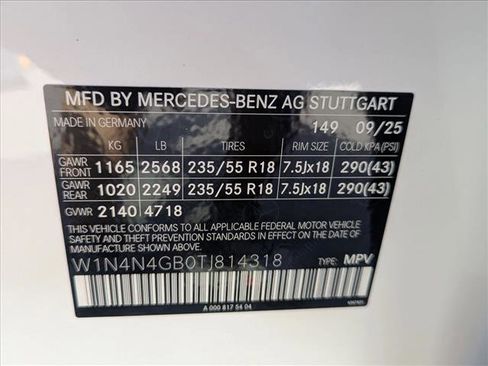 MFD BY MERCEDES-BENZ AG STUTTGART
MADE IN GERMANY 149 09/25
KG LB TIRES RIM SIZE COLD KPA (PSI)
GAWR FRONT 1165 2568 235/55 R18 7.5Jx18 290(43)
GAWR REAR 1020 2249 235/55 R18 7.5Jx18 290(43)
GVWR 2140 4718
THIS VEHICLE CONFORMS TO ALL APPLICABLE FEDERAL MOTOR VEHICLE
SAFETY AND THEFT PREVENTION STANDARDS IN EFFECT
ON THE DATE OF MANUFACTURE SHOWN ABOVE.
W1N4N4GB0TJ814318 TYPE: MPV
A 000 817 54 04